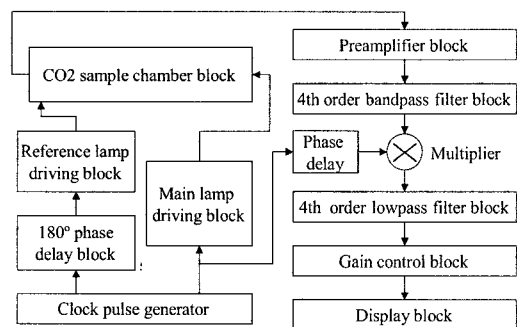 Preamplifier block
CO2 sample chamber block
4th order bandpass filter block
Reference lamp
driving block
Main lamp
driving block
Phase
delay
Multiplier
180º phase
delay block
4th order lowpass filter block
Gain control block
Clock pulse generator
Display block